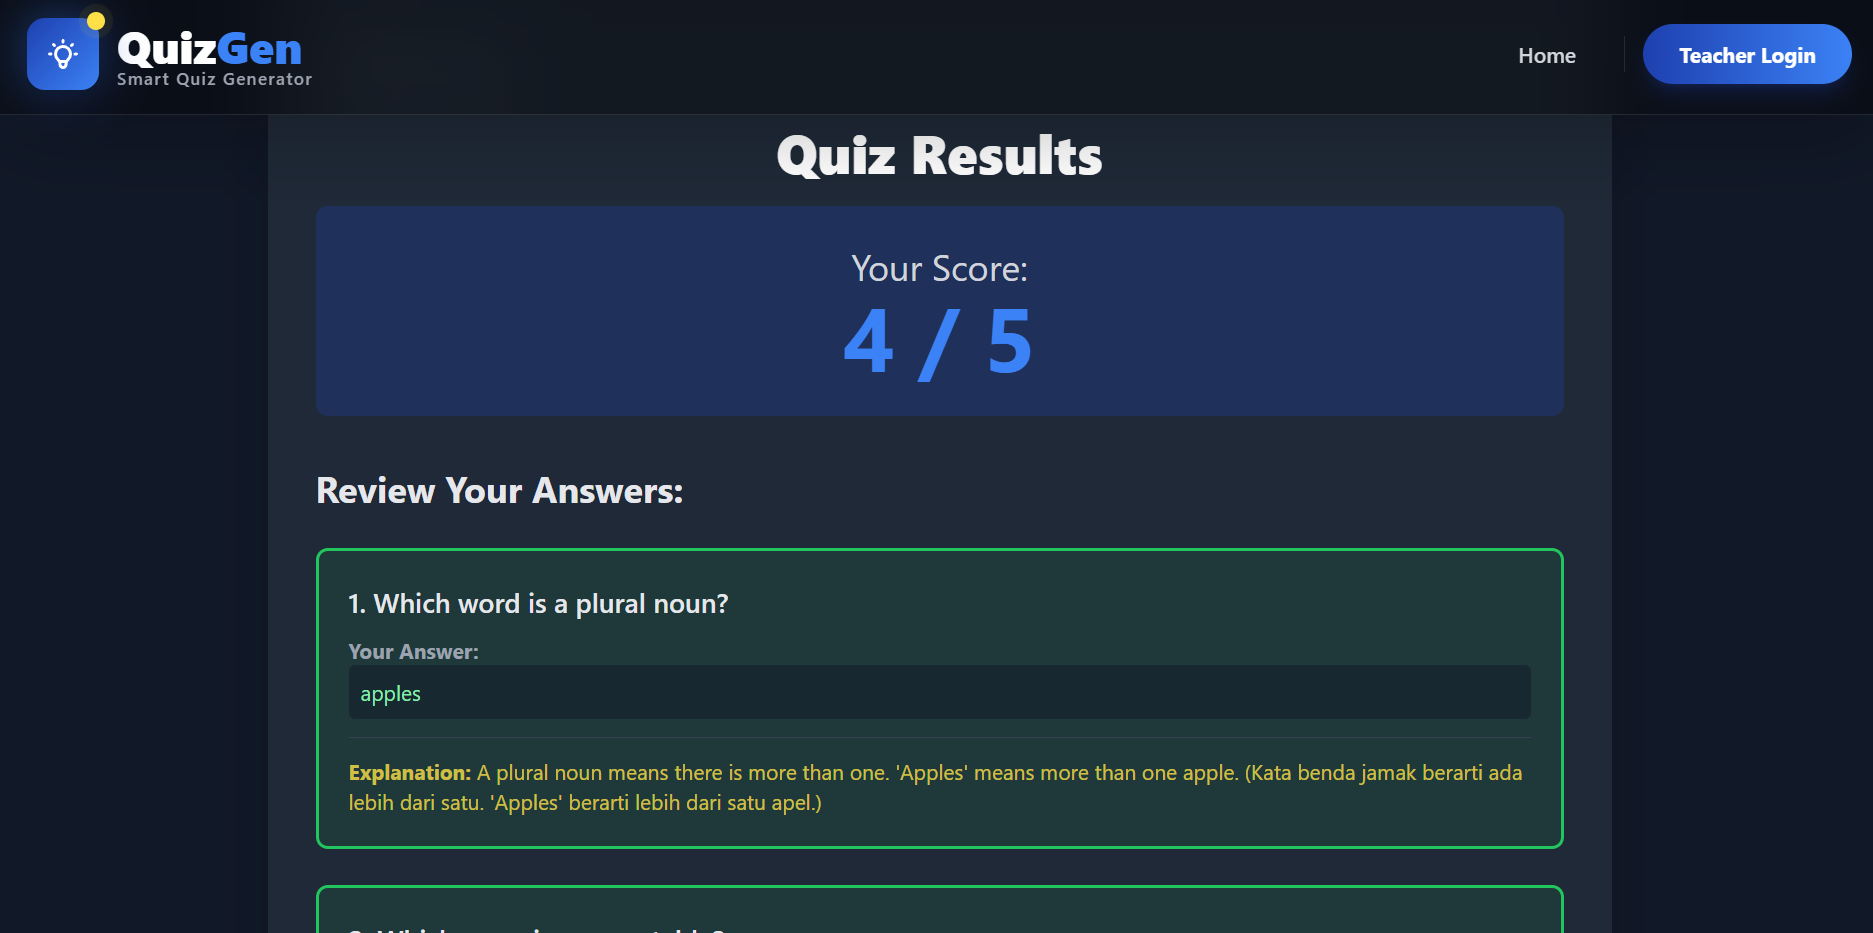 QuizGen
Smart Quiz Generator
Home
Teacher Login
Quiz Results
Your Score:
4 / 5
Review Your Answers:
1. Which word is a plural noun?
Your Answer:
apples
Explanation: A plural noun means there is more than one. 'Apples' means more than one apple. (Kata benda jamak berarti ada
lebih dari satu. 'Apples' berarti lebih dari satu apel.)